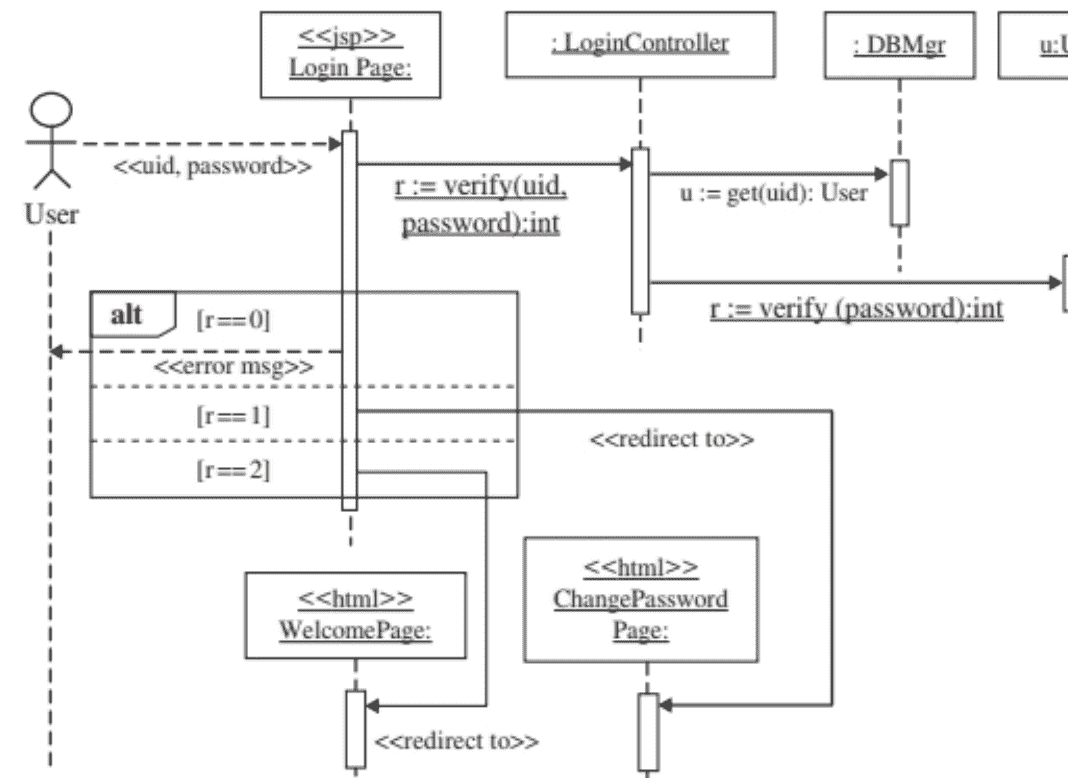 <<jsp>>
Login Page:
: LoginController
: DBMgr
<<uid, password>>
User
r := verify(uid,
password):int
u := get(uid): User
r := verify (password):int
alt
[r==0]
<<error msg>>
[r==1]
<<redirect to>>
[r==2]
<<html>>
WelcomePage:
<<html>>
ChangePassword
Page:
<<redirect to>>